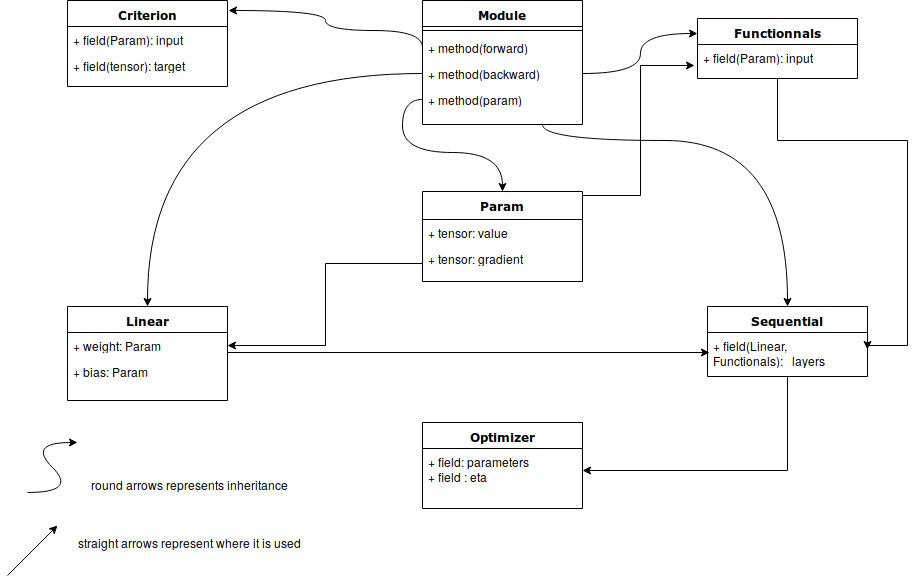 Criterion
+ field(Param): input
+ field(tensor): target
Module
+ method(forward)
+ method(backward)
+ method(param)
Functionnals
+ field(Param): input
Param
+ tensor: value
+ tensor: gradient
Linear
+ weight: Param
+ bias: Param
Sequential
+ field(Linear,
Functionals): layers
Optimizer
+ field: parameters
+ field : eta
round arrows represents inheritance
straight arrows represent where it is used